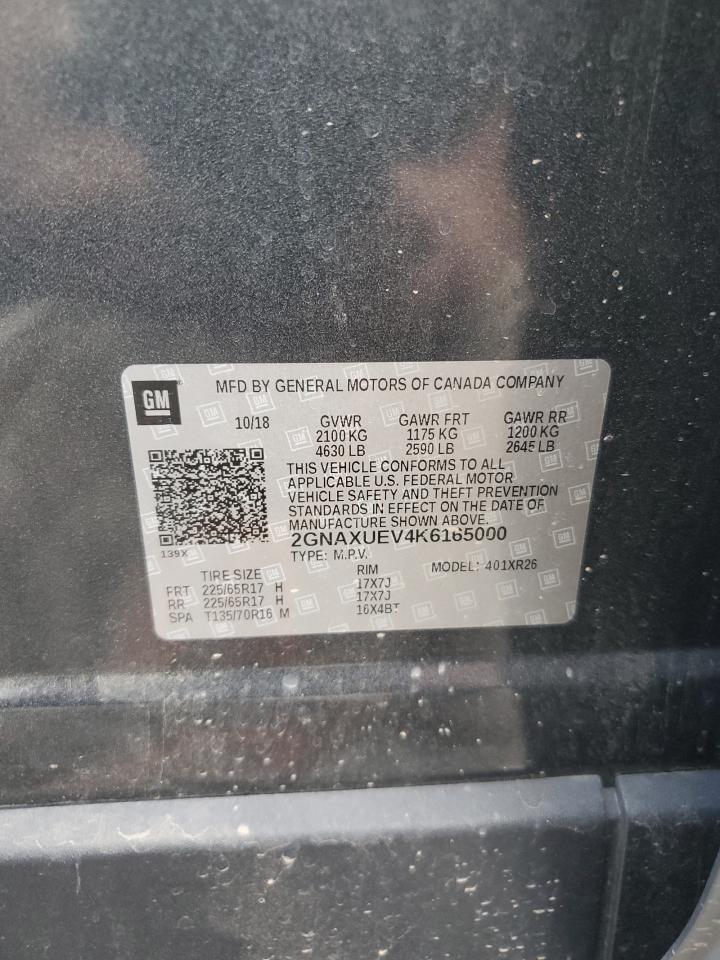 GM
MFD BY GENERAL MOTORS OF CANADA COMPANY
10/18 GVWR GAWR FRT GAWR RR
2100 KG 1175 KG 1200 KG
4630 LB 2590 LB 2645 LB
THIS VEHICLE CONFORMS TO ALL
APPLICABLE U.S. FEDERAL MOTOR
VEHICLE SAFETY AND THEFT PREVENTION
STANDARDS IN EFFECT ON THE DATE OF
MANUFACTURE SHOWN ABOVE.
2GNAXUEV4K6165000
139X
TYPE: M.P.V. MODEL: 401XR26
TIRE SIZE RIM
FRT 225/65R17 H 17X7J
RR 225/65R17 H 17X7J
SPA T135/70R16 M 16X4BT